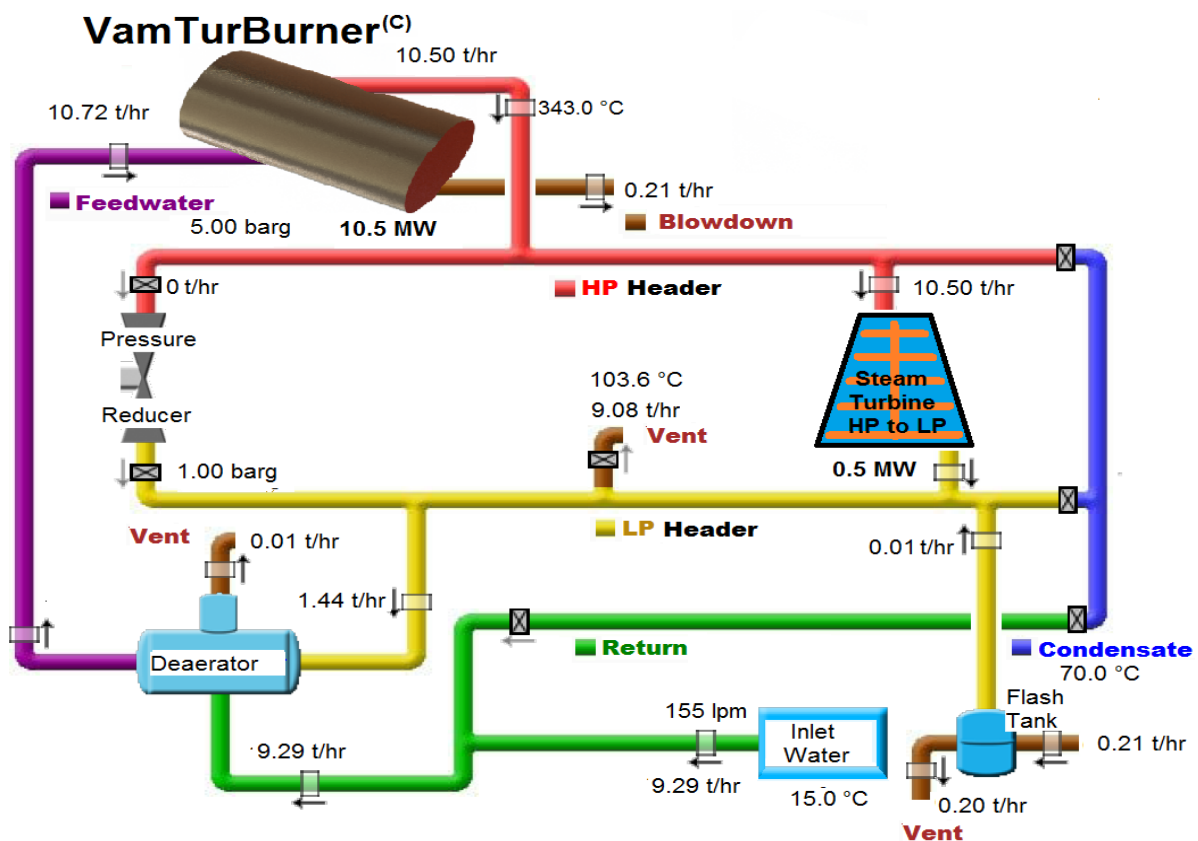 VamTurBurner(C)
10.50 t/hr
10.72 t/hr
343.0 °C
Feedwater
0.21 t/hr
Blowdown
5.00 barg
10.5 MW
0 t/hr
HP Header
10.50 t/hr
Pressure
Reducer
103.6 °C
9.08 t/hr
Vent
Steam
Turbine
HP to LP
1.00 barg
0.5 MW
LP Header
Vent
0.01 t/hr
0.01 t/hr
1.44 t/hr
Deaerator
Return
Condensate
70.0 °C
Flash
Tank
155 lpm
Inlet
Water
9.29 t/hr
9.29 t/hr
15.0 °C
0.21 t/hr
0.20 t/hr
Vent